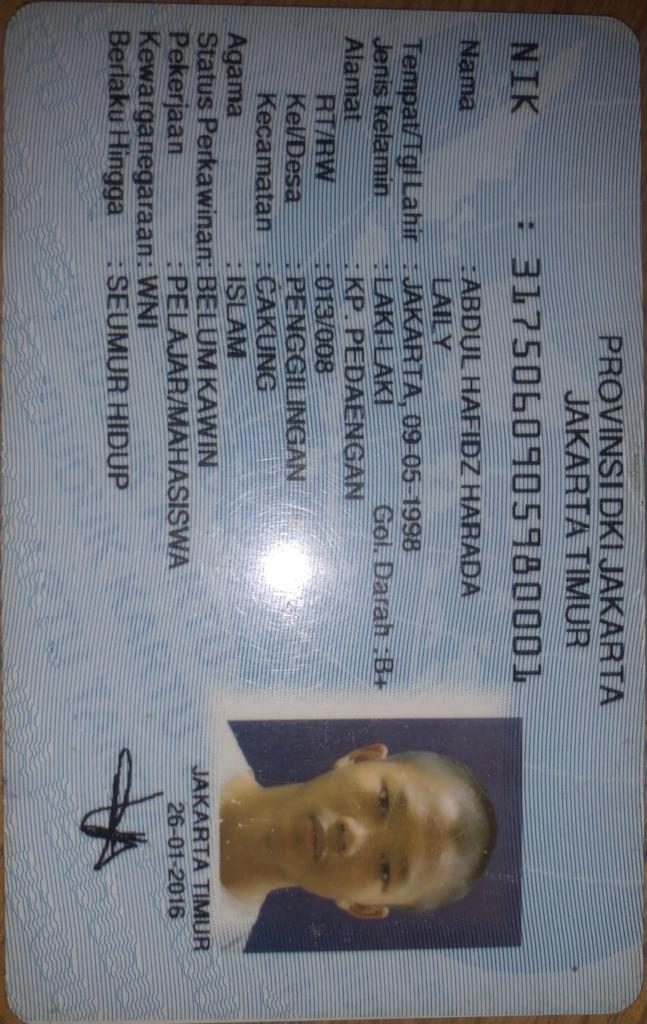 PROVINSI DKI JAKARTA
JAKARTA TIMUR
NIK : 3175060905980001
Nama : ABDUL HAFIDZ HARADA
LAILY
Tempat/Tgl Lahir : JAKARTA, 09-05-1998
Jenis kelamin : LAKI-LAKI Gol. Darah : B+
Alamat : KP. PEDAENGAN
RT/RW : 013/008
Kel/Desa : PENGGILINGAN
Kecamatan : CAKUNG
Agama : ISLAM
Status Perkawinan: BELUM KAWIN
Pekerjaan : PELAJAR/MAHASISWA
Kewarganegaraan : WNI
Berlaku Hingga : SEUMUR HIDUP
JAKARTA TIMUR
26-01-2016